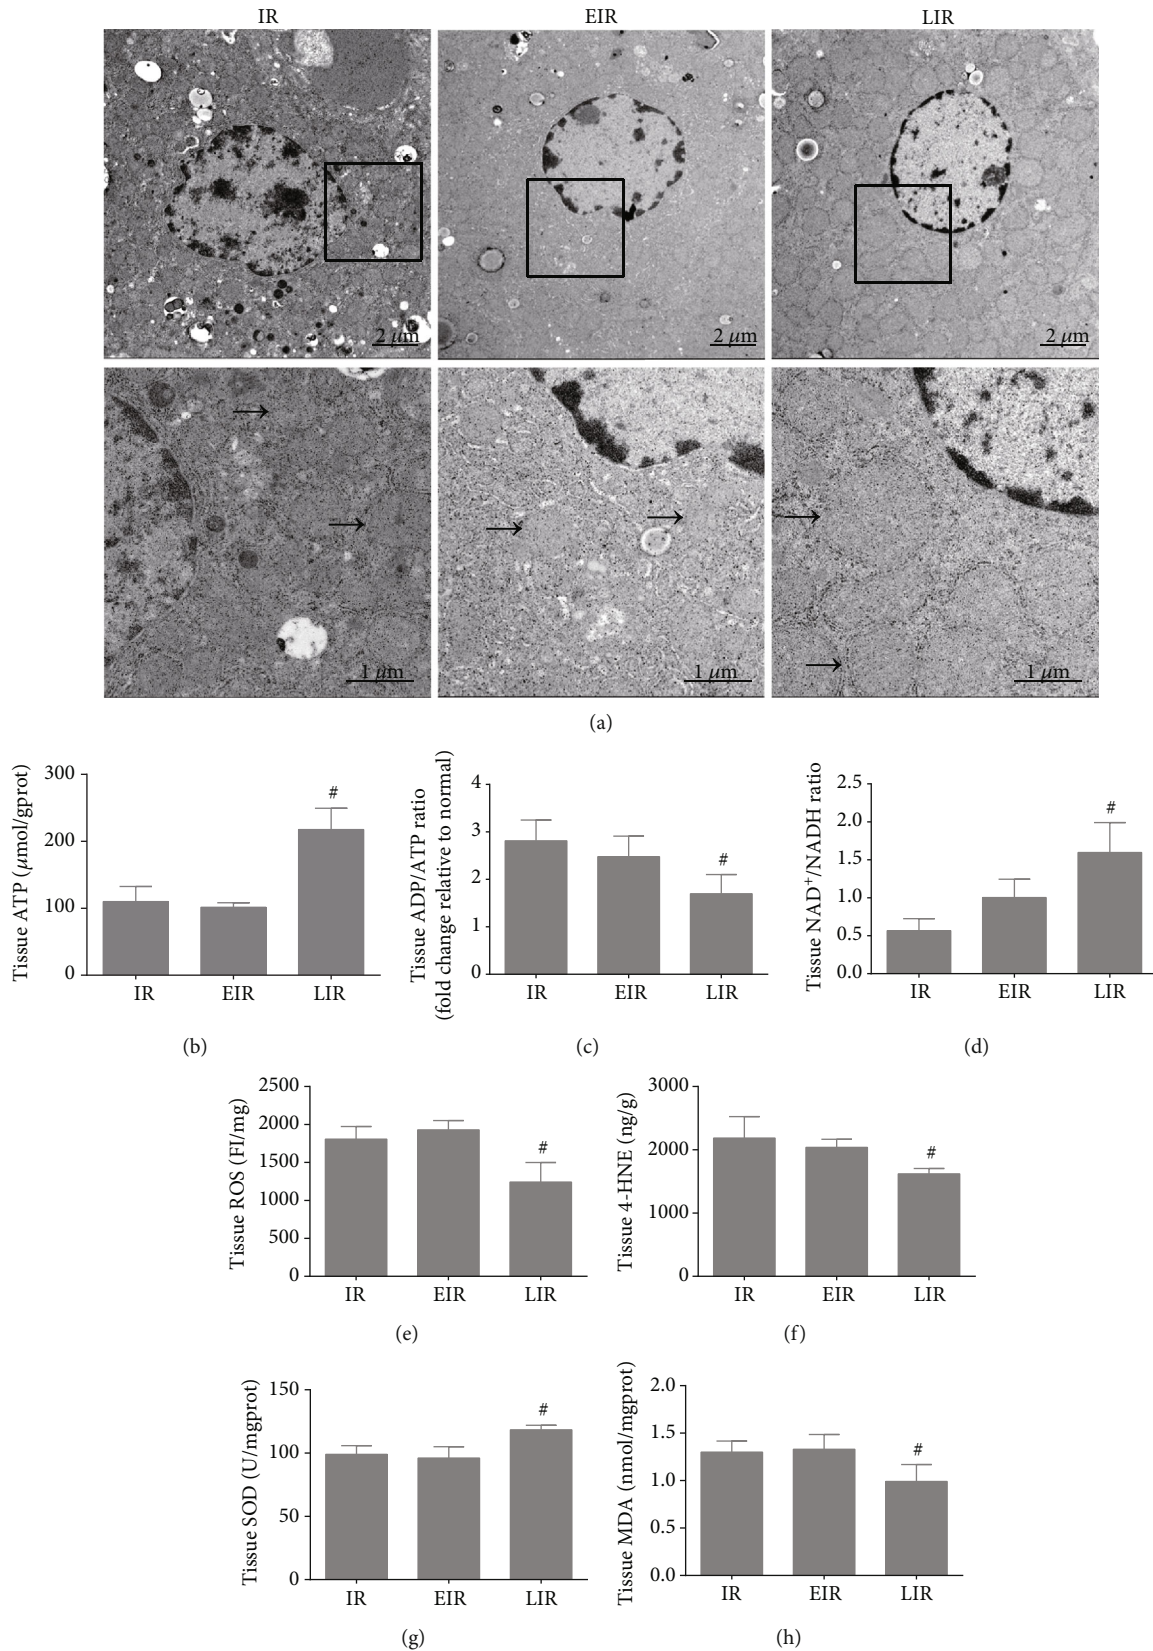 IR EIR LIR
2 μm 2 μm 2 μm
1 μm 1 μm 1 μm
(a)
Tissue ATP (μmol/gprot)
300
200
100
0
IR EIR LIR
#
(b)
Tissue ADP/ATP ratio
(fold change relative to normal)
4
3
2
1
0
IR EIR LIR
#
(c)
Tissue NAD⁺/NADH ratio
2.5
2.0
1.5
1.0
0.5
0.0
IR EIR LIR
#
(d)
Tissue ROS (FI/mg)
2500
2000
1500
1000
500
0
IR EIR LIR
#
(e)
Tissue 4-HNE (ng/g)
3000
2000
1000
0
IR EIR LIR
#
(f)
Tissue SOD (U/mgprot)
150
100
50
0
IR EIR LIR
#
(g)
Tissue MDA (nmol/mgprot)
2.0
1.5
1.0
0.5
0.0
IR EIR LIR
#
(h)